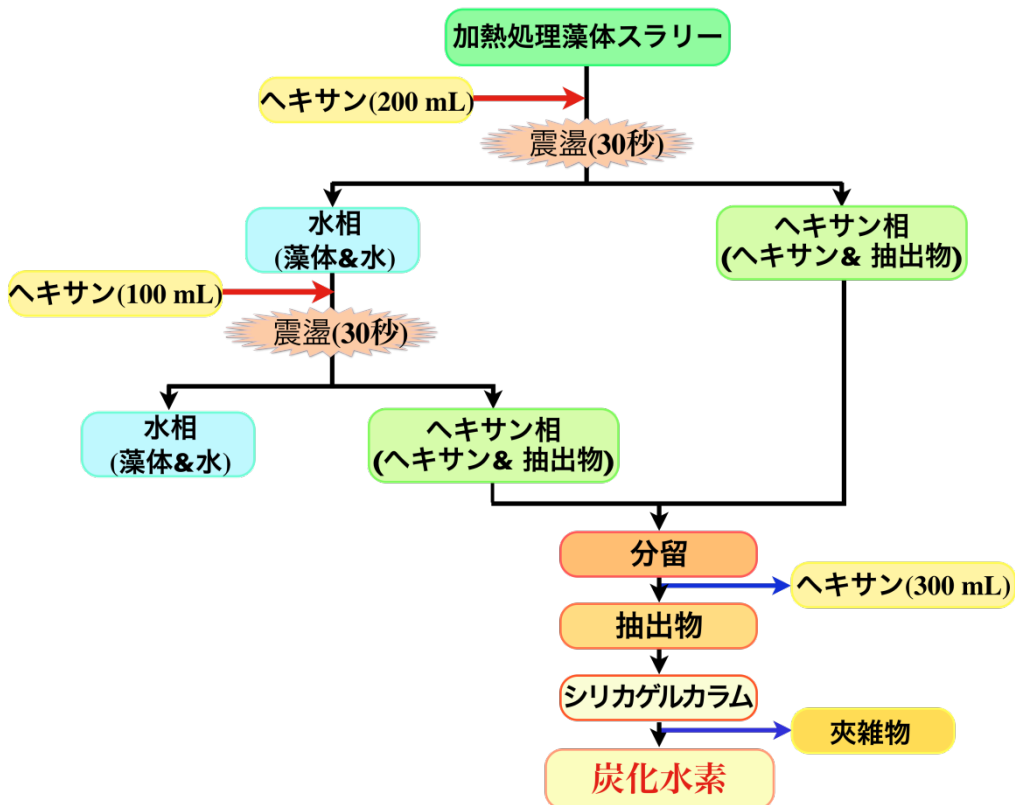 加熱処理藻体スラリー
ヘキサン(200 mL)
震盪(30秒)
水相
(藻体&水)
ヘキサン相
(ヘキサン& 抽出物)
ヘキサン(100 mL)
震盪(30秒)
水相
(藻体&水)
ヘキサン相
(ヘキサン& 抽出物)
分留
ヘキサン(300 mL)
抽出物
シリカゲルカラム
夾雑物
炭化水素